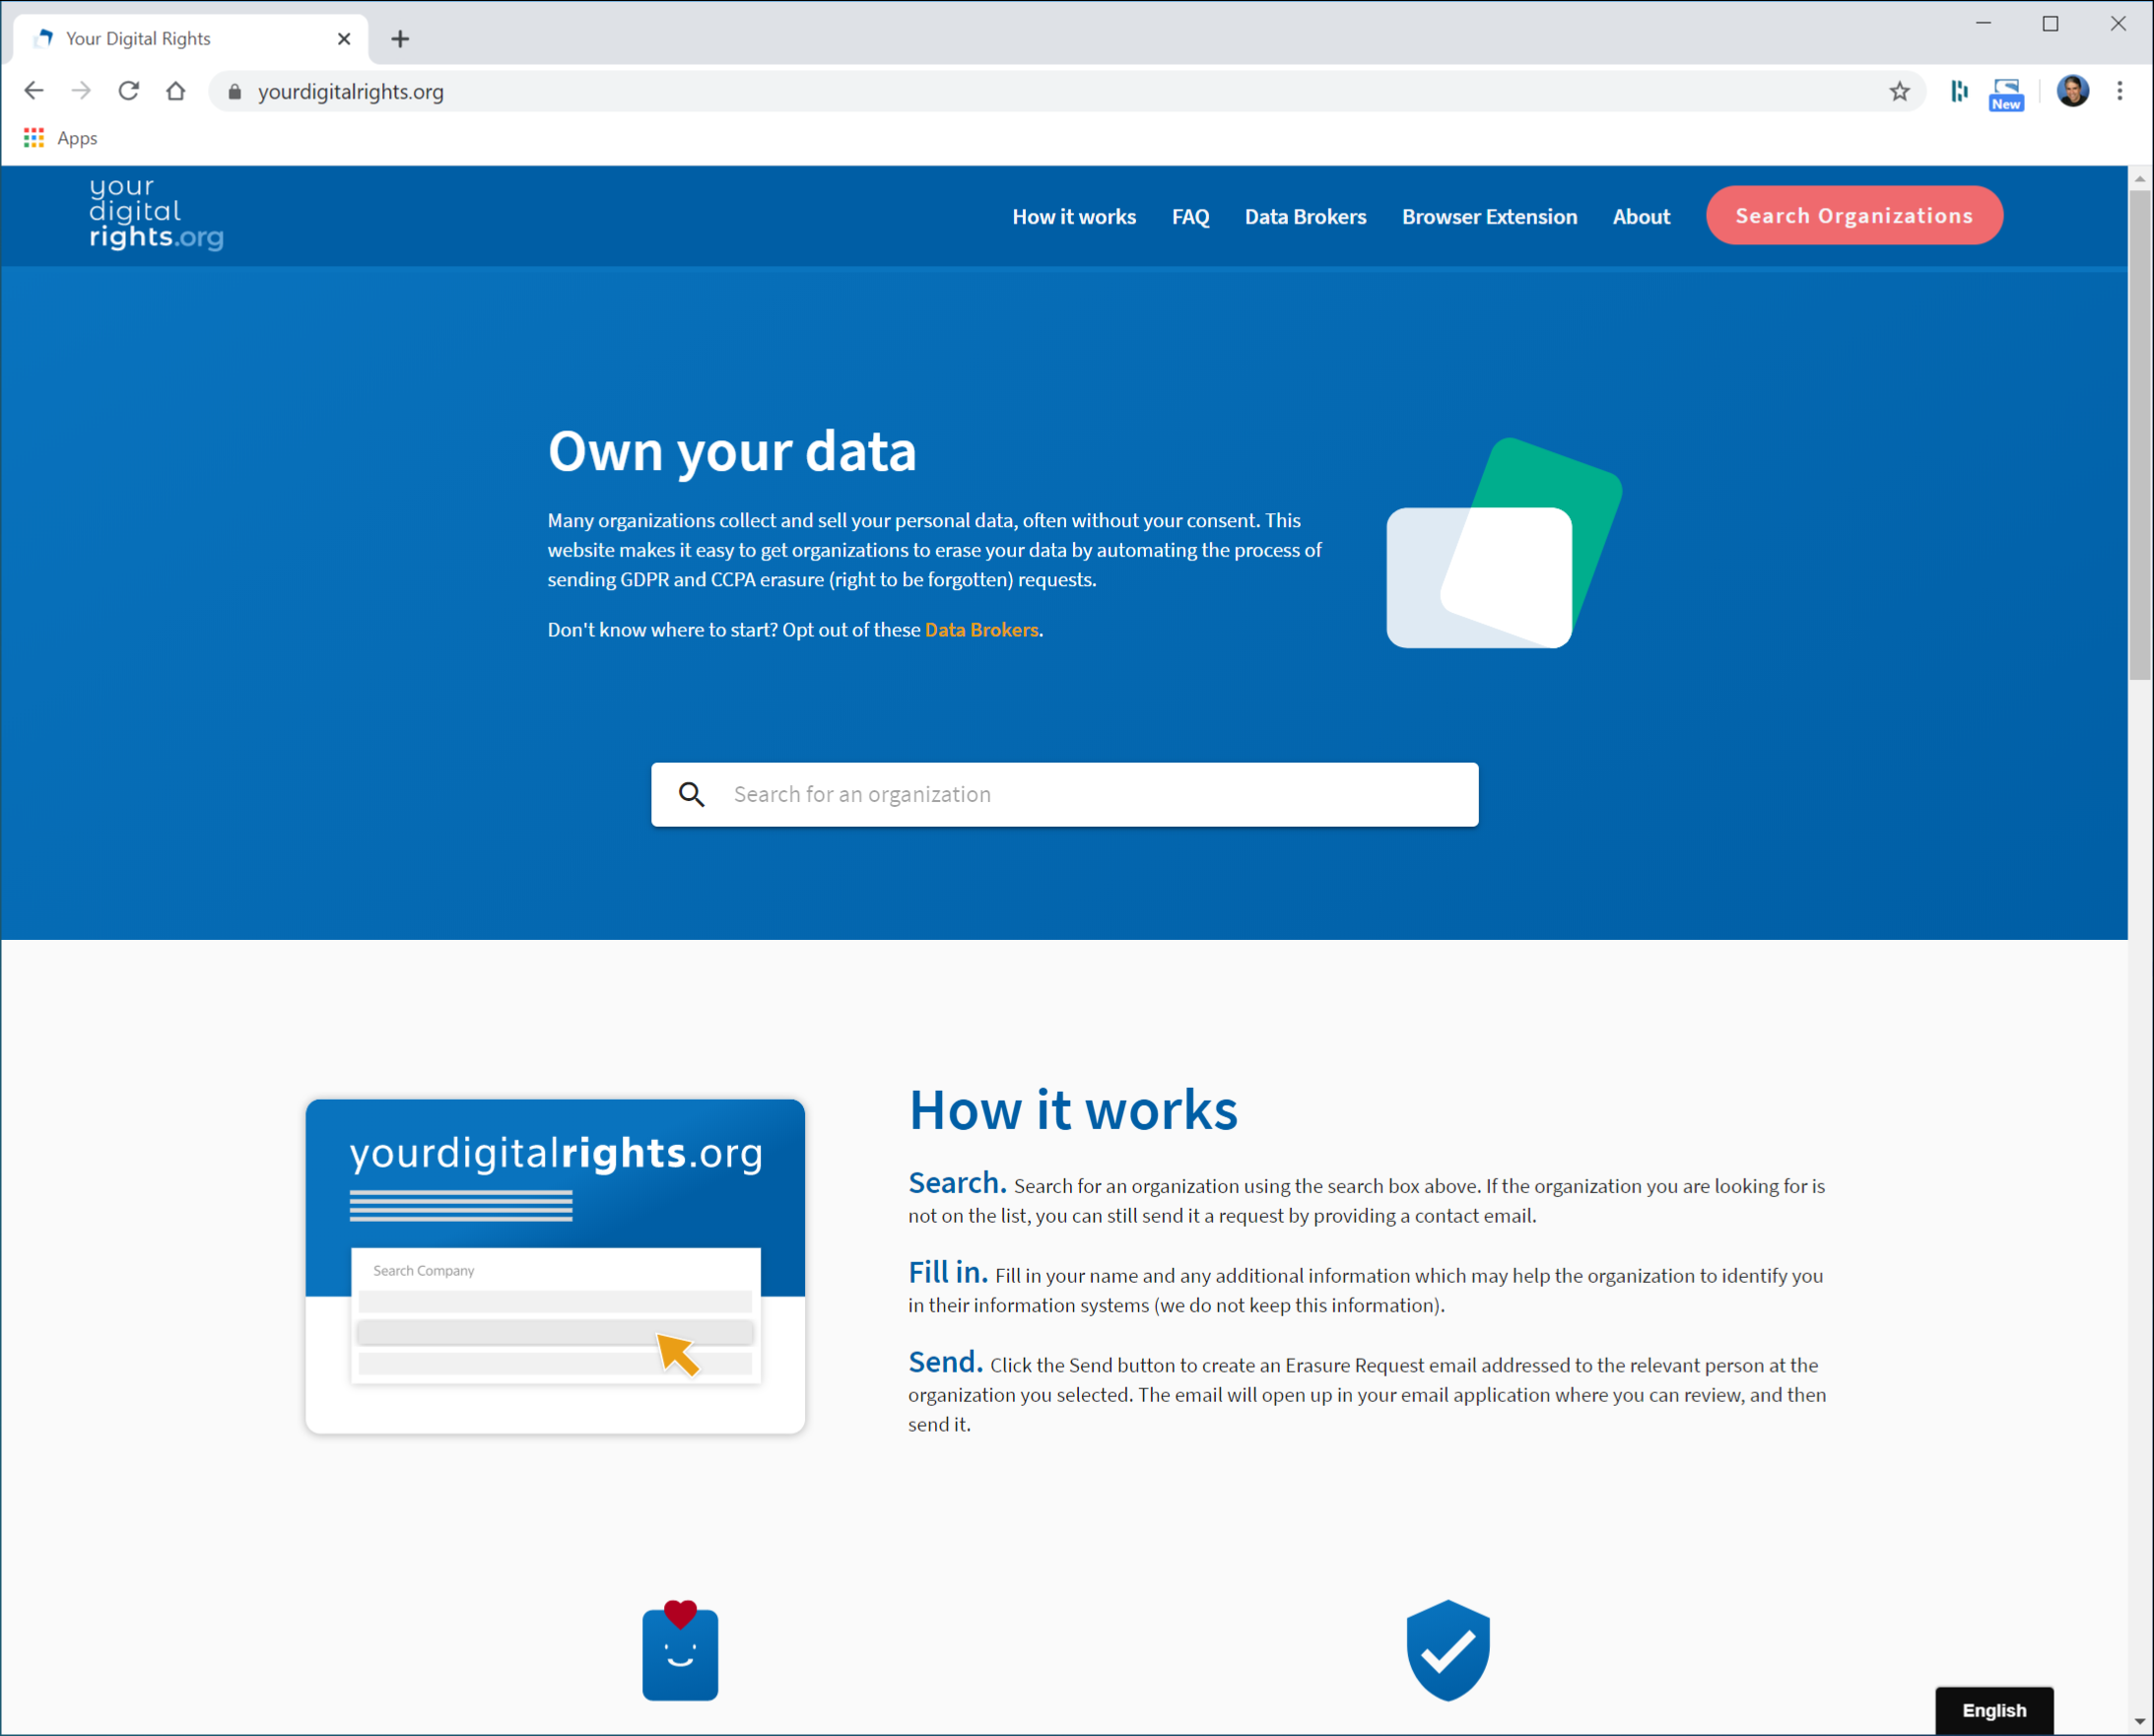 Your Digital Rights
yourdigitalrights.org
New
Apps
your
digital
rights.org
How it works FAQ Data Brokers Browser Extension About Search Organizations
Own your data
Many organizations collect and sell your personal data, often without your consent. This
website makes it easy to get organizations to erase your data by automating the process of
sending GDPR and CCPA erasure (right to be forgotten) requests.
Don't know where to start? Opt out of these Data Brokers.
Search for an organization
yourdigitalrights.org
Search Company
How it works
Search. Search for an organization using the search box above. If the organization you are looking for is
not on the list, you can still send it a request by providing a contact email.
Fill in. Fill in your name and any additional information which may help the organization to identify you
in their information systems (we do not keep this information).
Send. Click the Send button to create an Erasure Request email addressed to the relevant person at the
organization you selected. The email will open up in your email application where you can review, and then
send it.
English